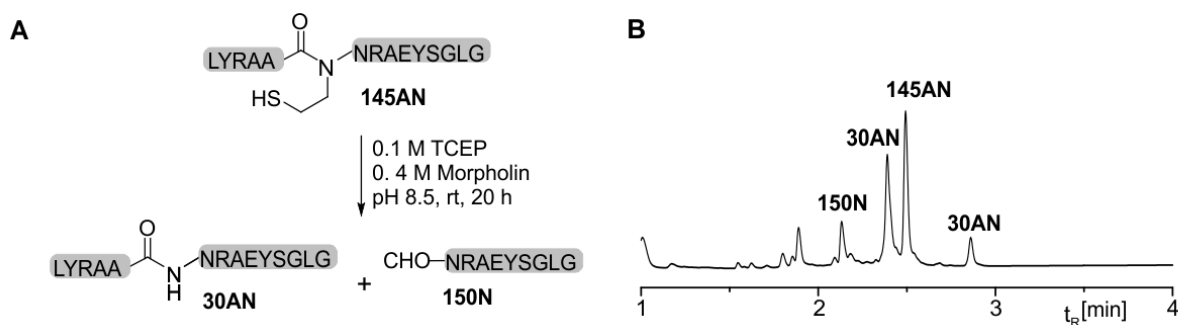 A
O
LYRAA
NRAEYSGLG
N
HS
145AN
0.1 M TCEP
0. 4 M Morpholin
pH 8.5, rt, 20 h
O
LYRAA
N
H
NRAEYSGLG
30AN
+
CHO
NRAEYSGLG
150N
B
145AN
30AN
150N
30AN
1
2
3
4
tR[min]